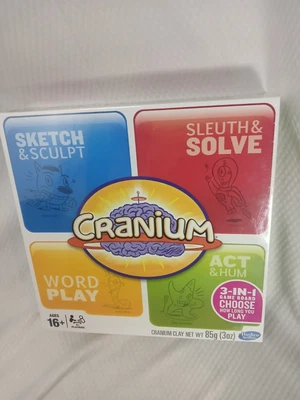 SKETCH
& SCULPT
SLEUTH &
SOLVE
CRANIUM
WORD
PLAY
ACT
& HUM
3-IN-1
GAME BOARD
CHOOSE
HOW LONG YOU
PLAY
AGES
16+
CRANIUM CLAY NET WT 85g (3oz)
Hasbro